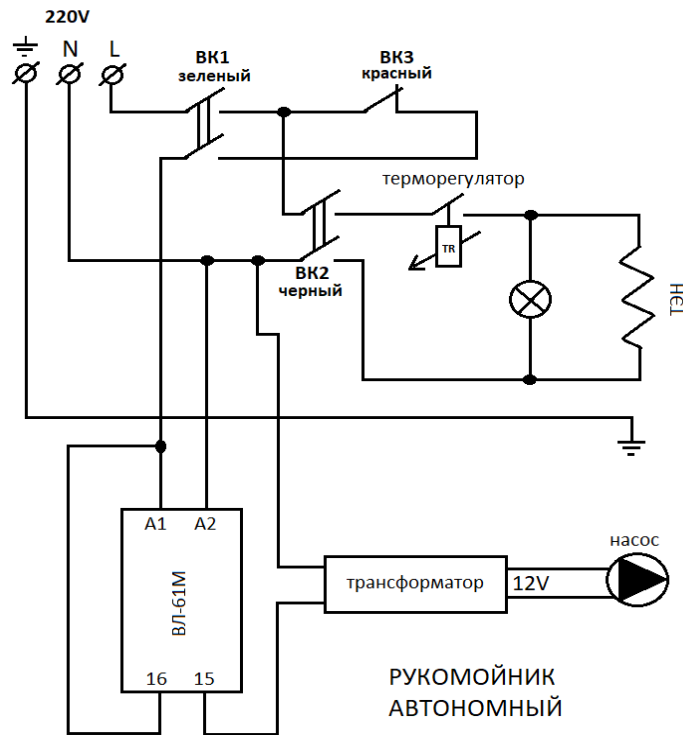 220V
N
L
ВК1
зеленый
ВК3
красный
терморегулятор
TR
ВК2
черный
ТЭН
A1
A2
ВЛ-61М
16
15
трансформатор
12V
насос
РУКОМОЙНИК
АВТОНОМНЫЙ